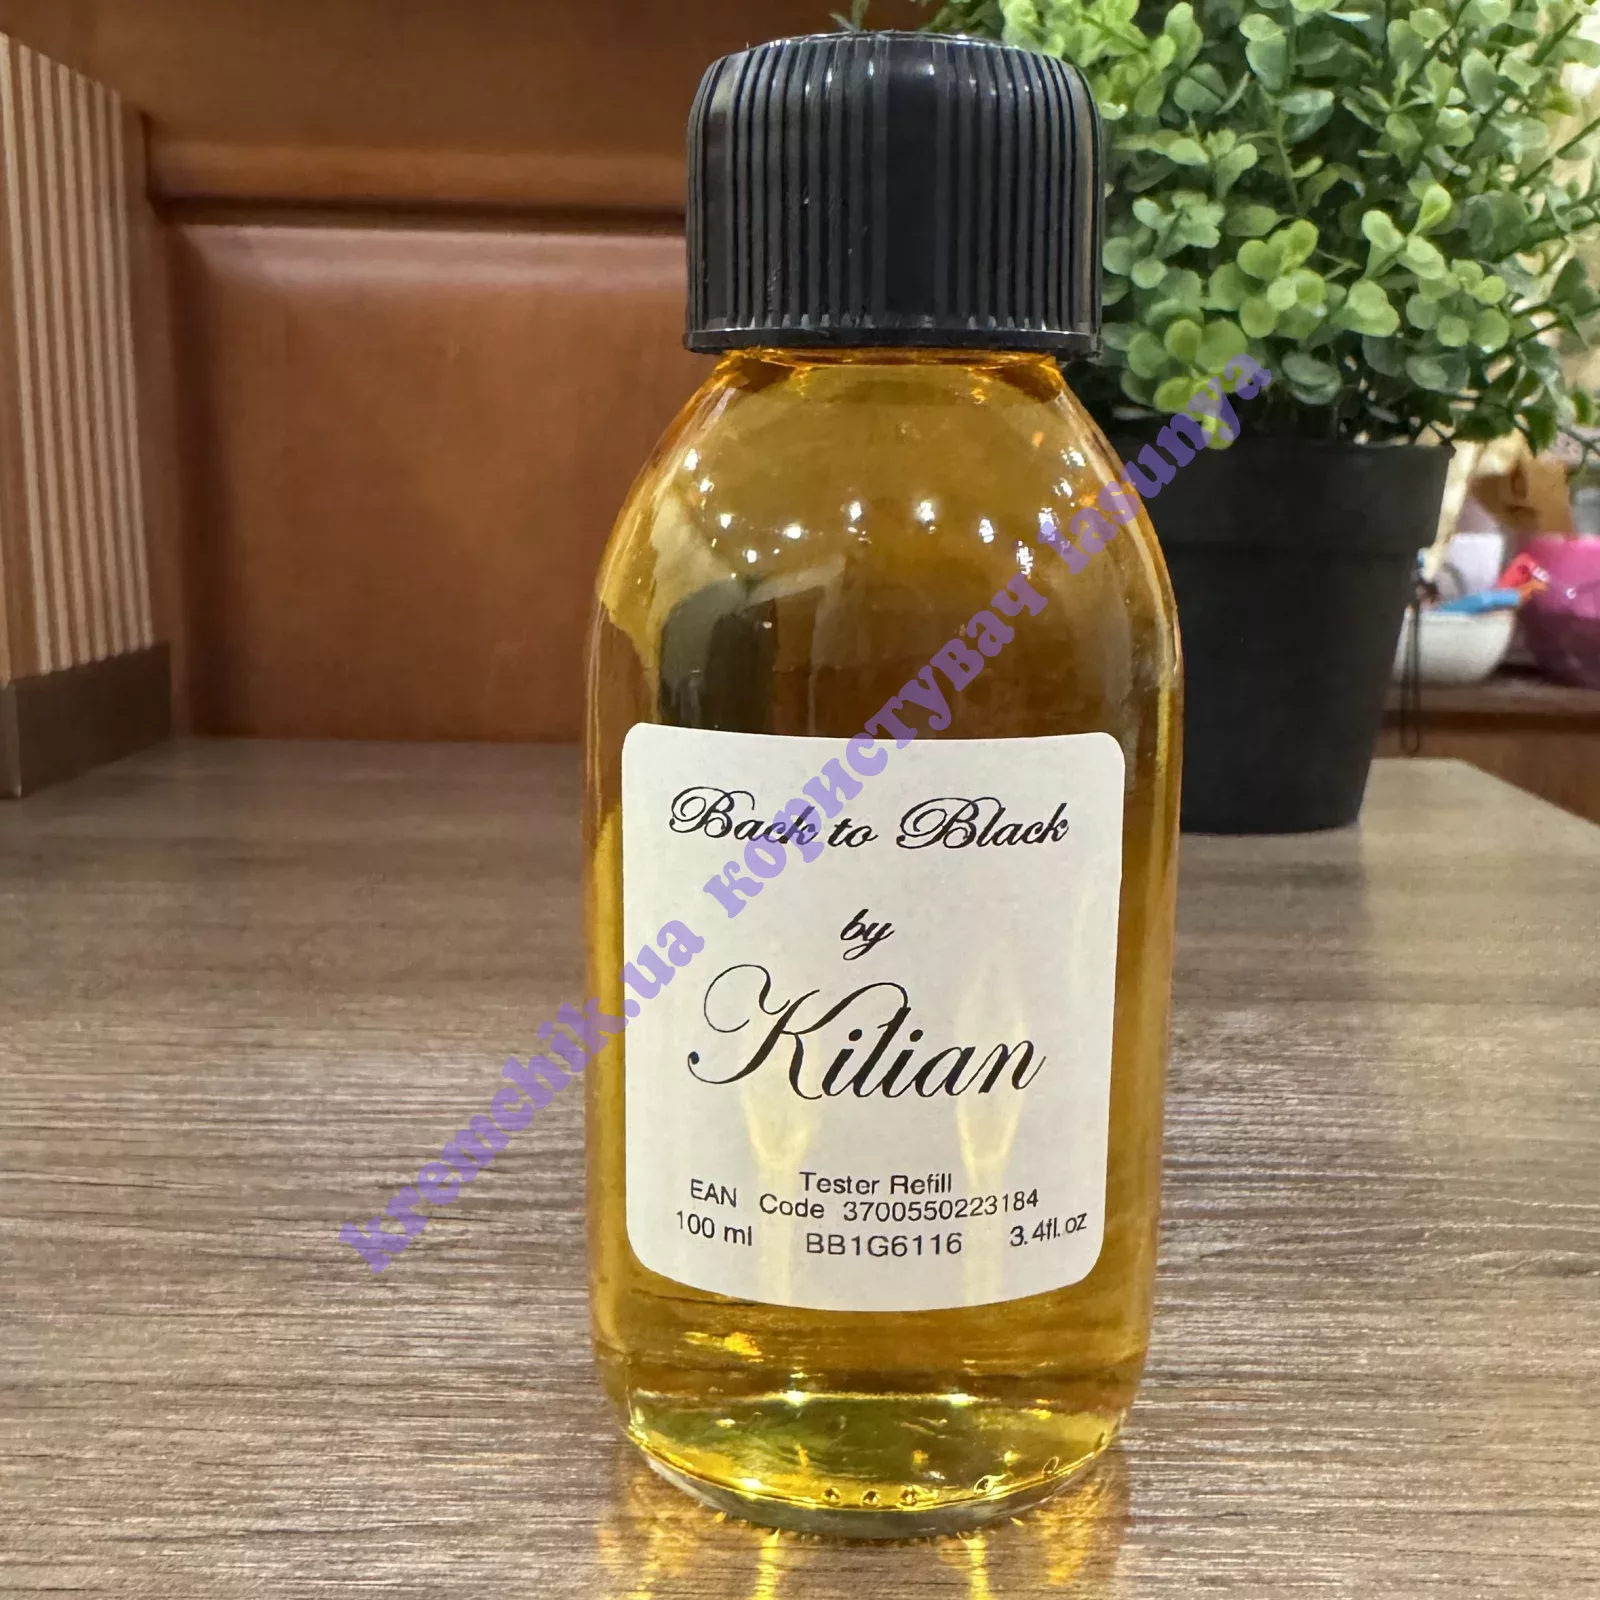 Back to Black
by
Kilian
Tester Refill
EAN Code 3700550223184
100 ml BB1G6116 3.4fl.oz
kremchik.ua користувач lasunya